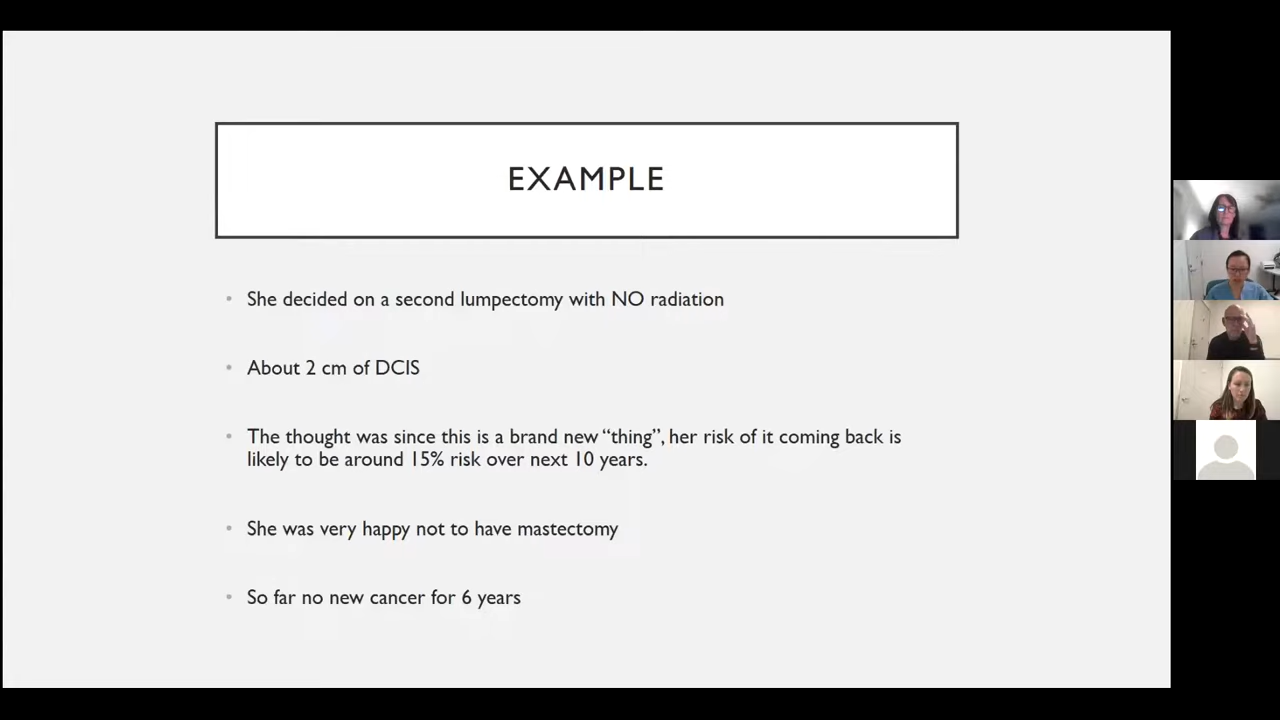 EXAMPLE
• She decided on a second lumpectomy with NO radiation
• About 2 cm of DCIS
• The thought was since this is a brand new “thing”, her risk of it coming back is
likely to be around 15% risk over next 10 years.
• She was very happy not to have mastectomy
• So far no new cancer for 6 years